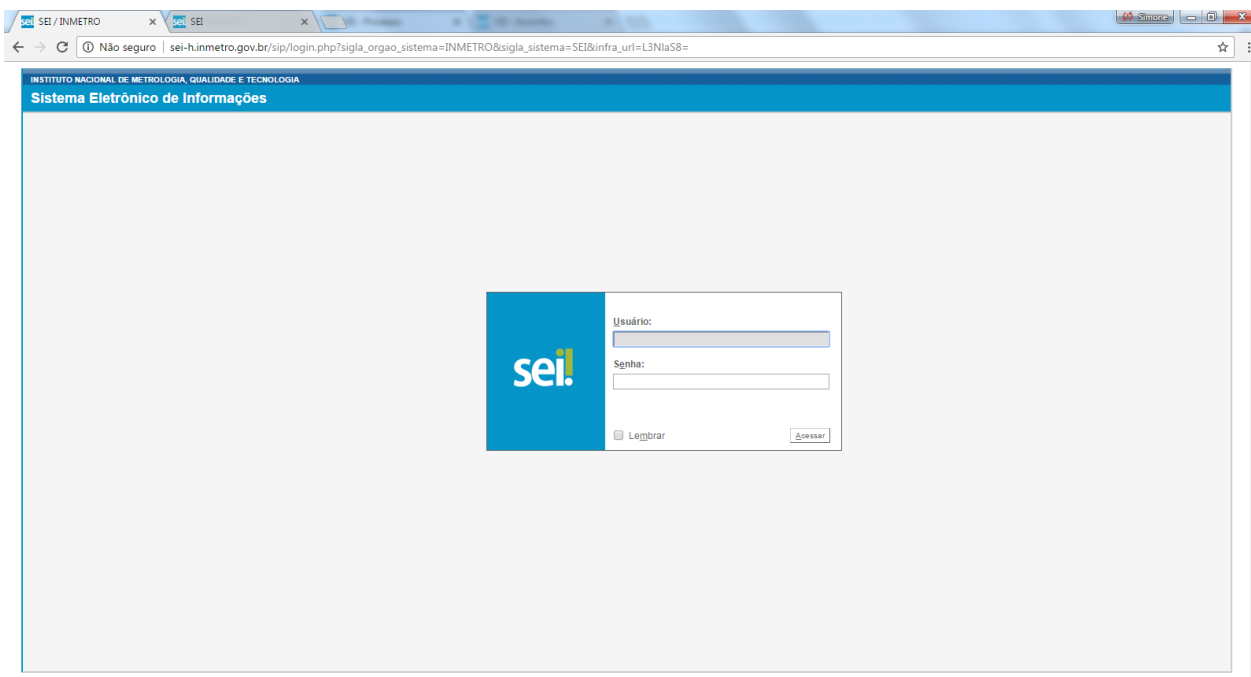 SEI / INMETRO
SEI
Simone
Não seguro | sei-h.inmetro.gov.br/sip/login.php?sigla_orgao_sistema=INMETRO&sigla_sistema=SEI&infra_url=L3NlaS8=
INSTITUTO NACIONAL DE METROLOGIA, QUALIDADE E TECNOLOGIA
Sistema Eletrônico de Informações
Usuário:
sei!
Senha:
Lembrar
Acessar